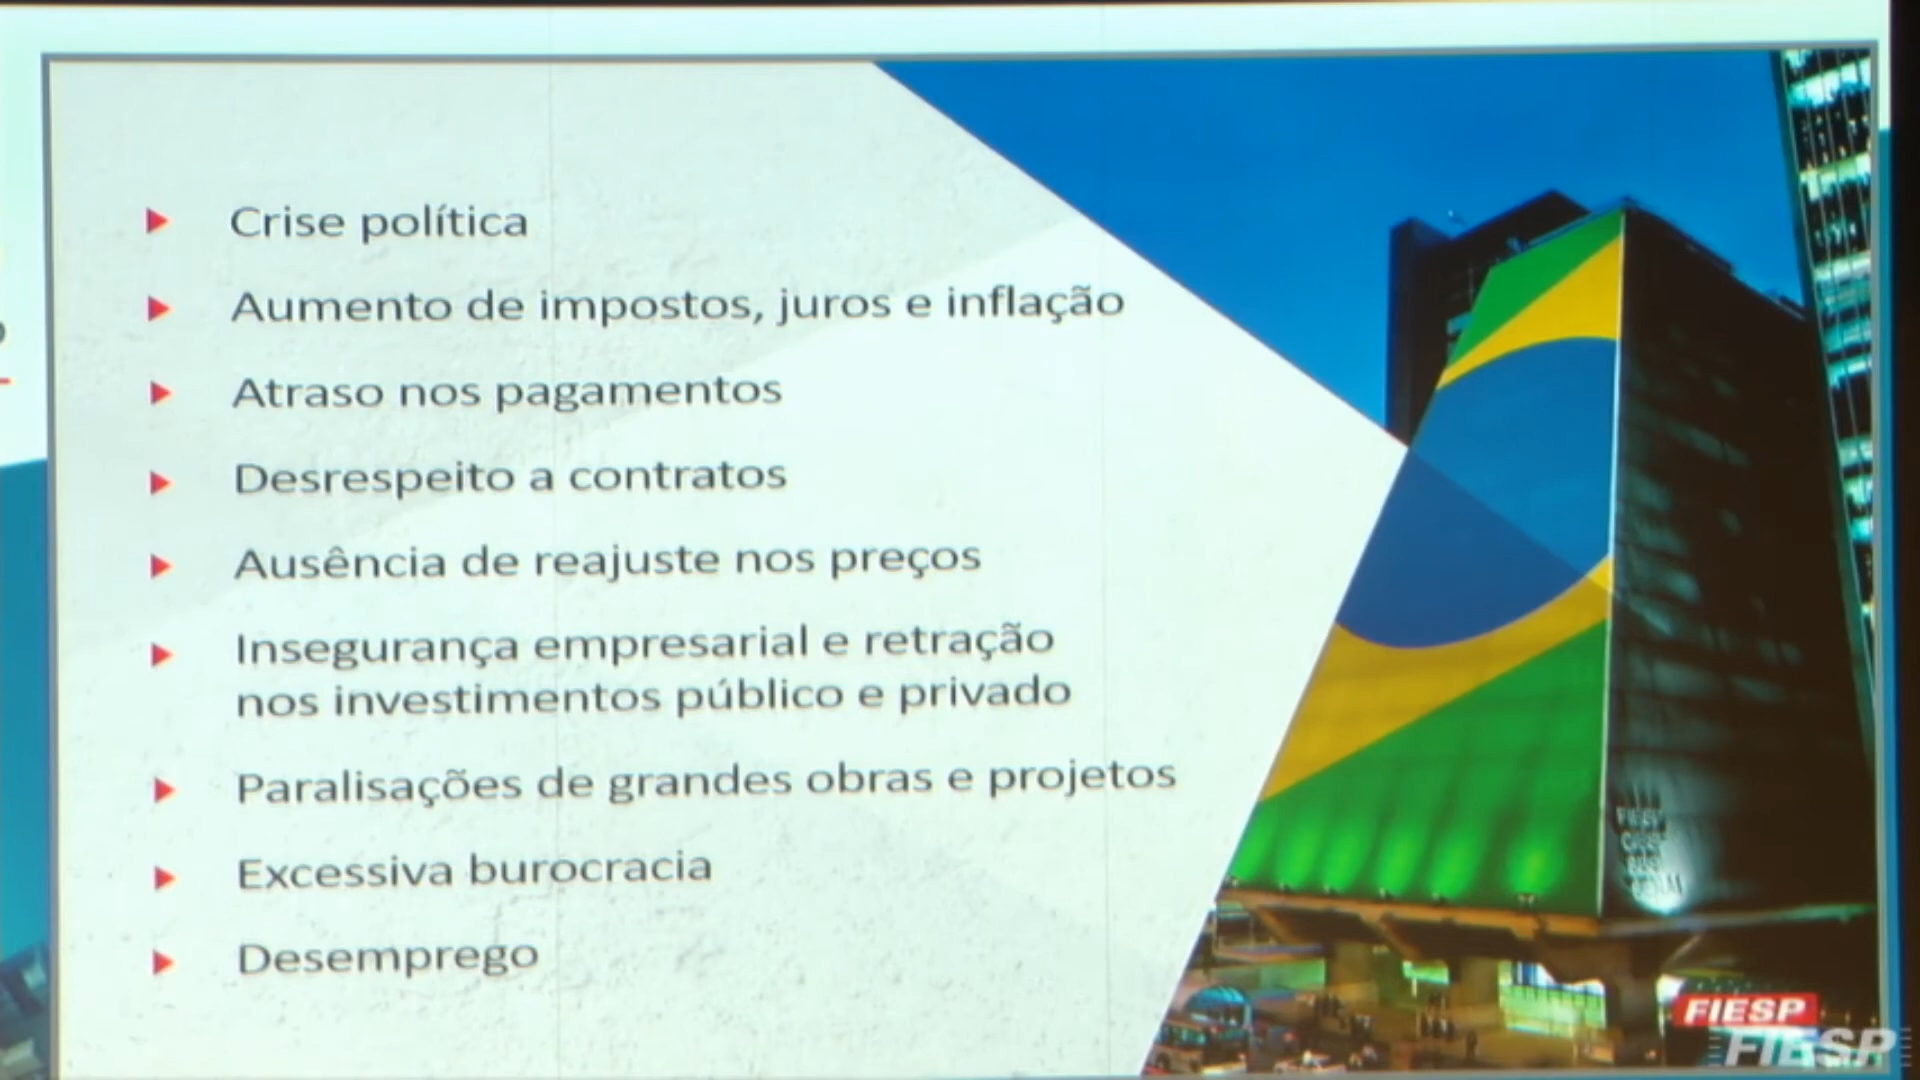 Crise política
Aumento de impostos, juros e inflação
Atraso nos pagamentos
Desrespeito a contratos
Ausência de reajuste nos preços
Insegurança empresarial e retração
nos investimentos público e privado
Paralisações de grandes obras e projetos
Excessiva burocracia
Desemprego
FIESP
FIESP
FIESP